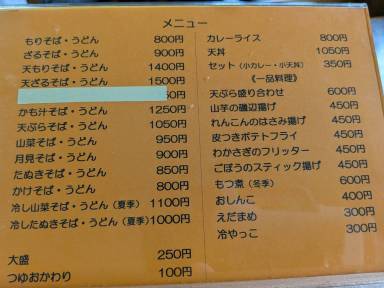 メニュー
もりそば・うどん 800円
ざるそば・うどん 900円
天もりそば・うどん 1400円
天ざるそば・うどん 1500円
50円
かも汁そば・うどん 1250円
天ぷらそば・うどん 1050円
山菜そば・うどん 950円
月見そば・うどん 900円
たぬきそば・うどん 850円
かけそば・うどん 800円
冷し山菜そば・うどん（夏季） 1100円
冷したぬきそば・うどん（夏季） 1000円
大盛 250円
つゆおかわり 100円
カレーライス 800円
天丼 1050円
セット（小カレー・小天丼） 350円
《一品料理》
天ぷら盛り合わせ 600円
山芋の磯辺揚げ 450円
れんこんのはさみ揚げ 450円
皮つきポテトフライ 450円
わかさぎのフリッター 450円
ごぼうのスティック揚げ 450円
もつ煮（冬季） 600円
おしんこ 400円
えだまめ 300円
冷やっこ 300円